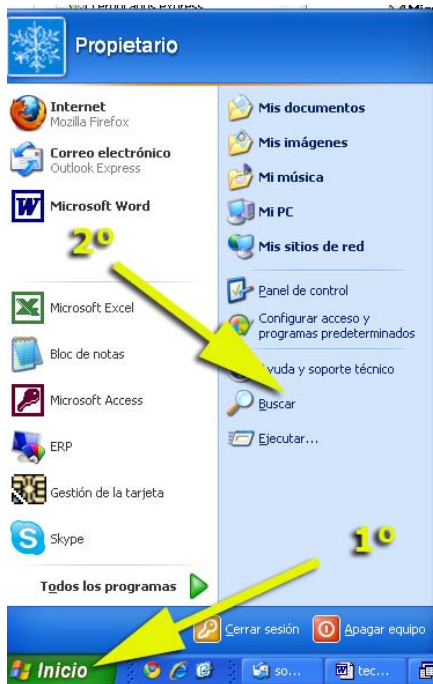 Propietario
Internet
Mozilla Firefox
Correo electrónico
Outlook Express
Microsoft Word
2º
Microsoft Excel
Bloc de notas
Microsoft Access
ERP
Gestión de la tarjeta
Skype
Todos los programas
Mis documentos
Mis imágenes
Mi música
Mi PC
Mis sitios de red
Panel de control
Configurar acceso y
programas predeterminados
Ayuda y soporte técnico
Buscar
Ejecutar...
1º
Cerrar sesión
Apagar equipo
Inicio
so...
tec...